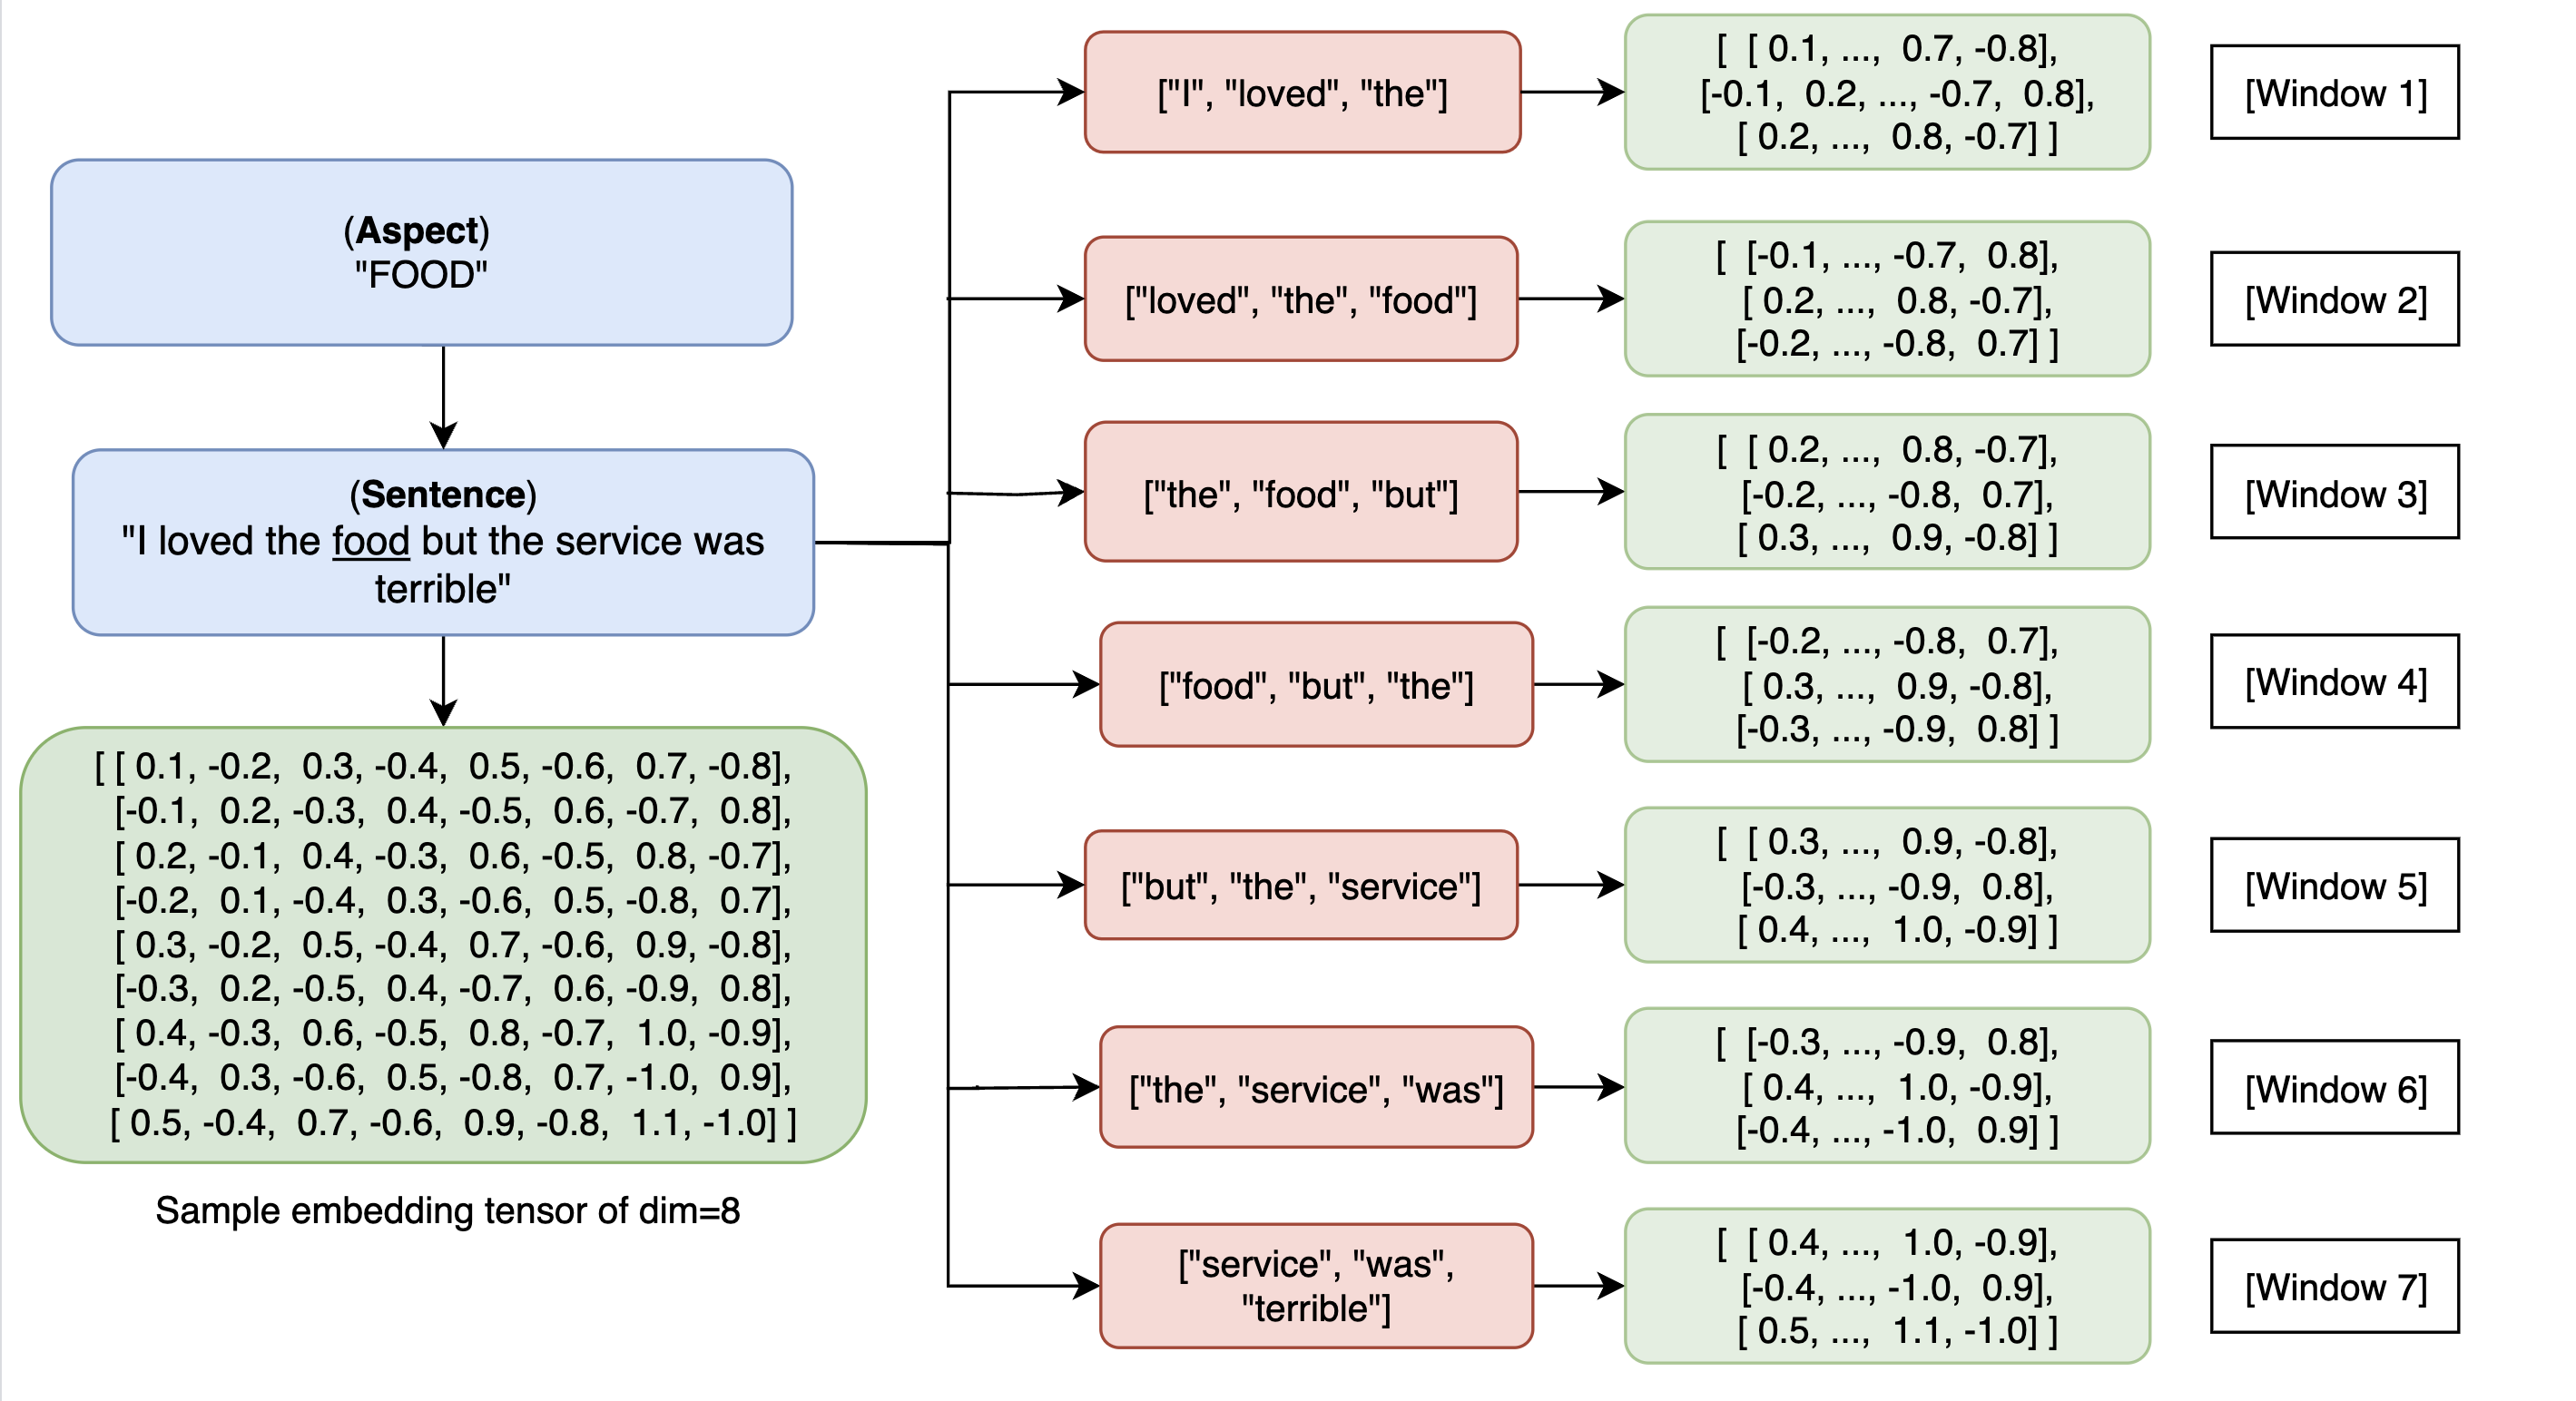 (Aspect)
"FOOD"
(Sentence)
"I loved the food but the service was
terrible"
[ [ 0.1, -0.2, 0.3, -0.4, 0.5, -0.6, 0.7, -0.8],
[-0.1, 0.2, -0.3, 0.4, -0.5, 0.6, -0.7, 0.8],
[ 0.2, -0.1, 0.4, -0.3, 0.6, -0.5, 0.8, -0.7],
[-0.2, 0.1, -0.4, 0.3, -0.6, 0.5, -0.8, 0.7],
[ 0.3, -0.2, 0.5, -0.4, 0.7, -0.6, 0.9, -0.8],
[-0.3, 0.2, -0.5, 0.4, -0.7, 0.6, -0.9, 0.8],
[ 0.4, -0.3, 0.6, -0.5, 0.8, -0.7, 1.0, -0.9],
[-0.4, 0.3, -0.6, 0.5, -0.8, 0.7, -1.0, 0.9],
[ 0.5, -0.4, 0.7, -0.6, 0.9, -0.8, 1.1, -1.0] ]
Sample embedding tensor of dim=8
["I", "loved", "the"]
[ [ 0.1, ..., 0.7, -0.8],
[-0.1, 0.2, ..., -0.7, 0.8],
[ 0.2, ..., 0.8, -0.7] ]
[Window 1]
["loved", "the", "food"]
[ [-0.1, ..., -0.7, 0.8],
[ 0.2, ..., 0.8, -0.7],
[-0.2, ..., -0.8, 0.7] ]
[Window 2]
["the", "food", "but"]
[ [ 0.2, ..., 0.8, -0.7],
[-0.2, ..., -0.8, 0.7],
[ 0.3, ..., 0.9, -0.8] ]
[Window 3]
["food", "but", "the"]
[ [-0.2, ..., -0.8, 0.7],
[ 0.3, ..., 0.9, -0.8],
[-0.3, ..., -0.9, 0.8] ]
[Window 4]
["but", "the", "service"]
[ [ 0.3, ..., 0.9, -0.8],
[-0.3, ..., -0.9, 0.8],
[ 0.4, ..., 1.0, -0.9] ]
[Window 5]
["the", "service", "was"]
[ [-0.3, ..., -0.9, 0.8],
[ 0.4, ..., 1.0, -0.9],
[-0.4, ..., -1.0, 0.9] ]
[Window 6]
["service", "was",
"terrible"]
[ [ 0.4, ..., 1.0, -0.9],
[-0.4, ..., -1.0, 0.9],
[ 0.5, ..., 1.1, -1.0] ]
[Window 7]